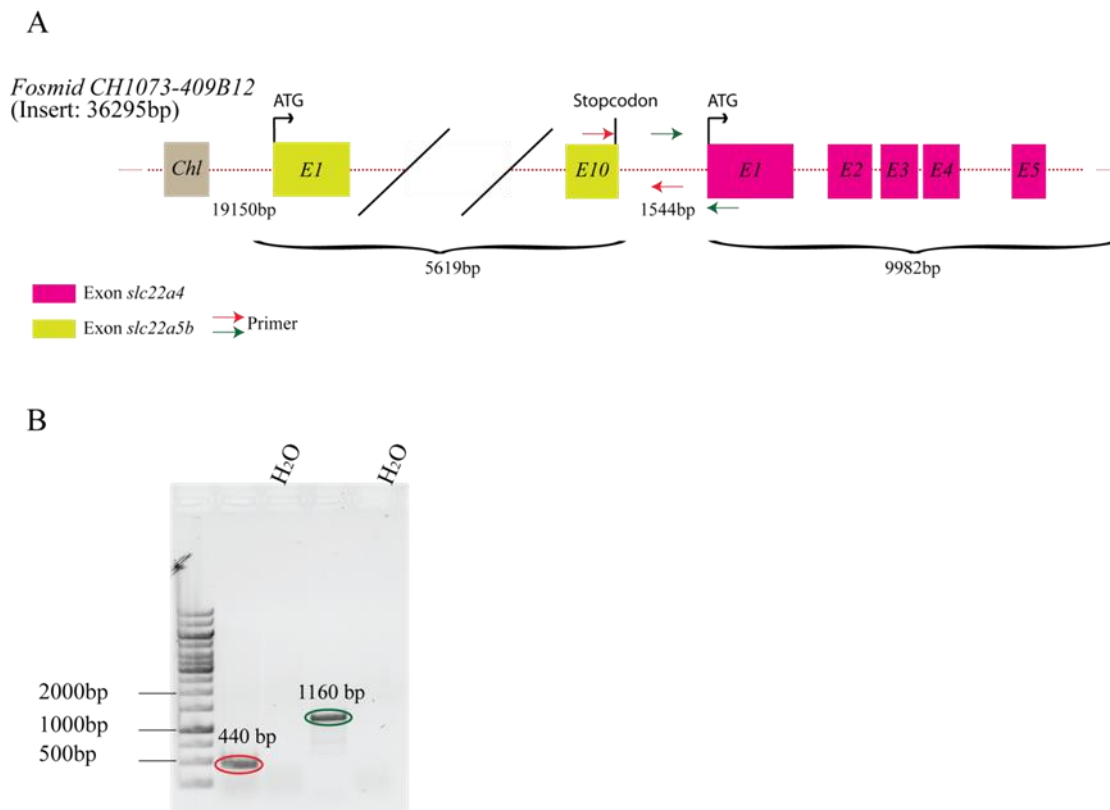 A
Fosmid CH1073-409B12
(Insert: 36295bp)
ATG
Stopcodon
ATG
Chl
E1
E10
E1
E2
E3
E4
E5
19150bp
1544bp
5619bp
9982bp
Exon slc22a4
Exon slc22a5b
Primer
B
H₂O
H₂O
2000bp
1160 bp
1000bp
440 bp
500bp